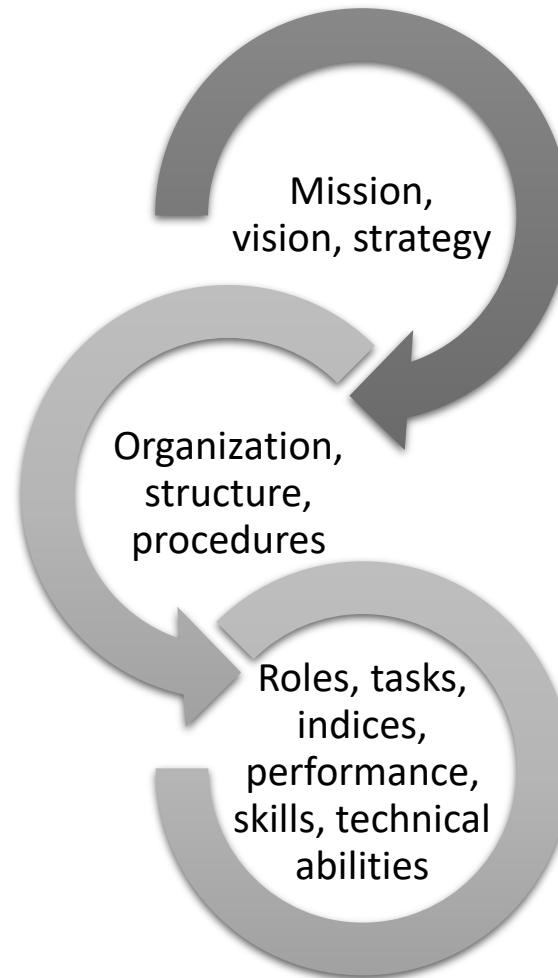 Mission,
vision, strategy
Organization,
structure,
procedures
Roles, tasks,
indices,
performance,
skills, technical
abilities